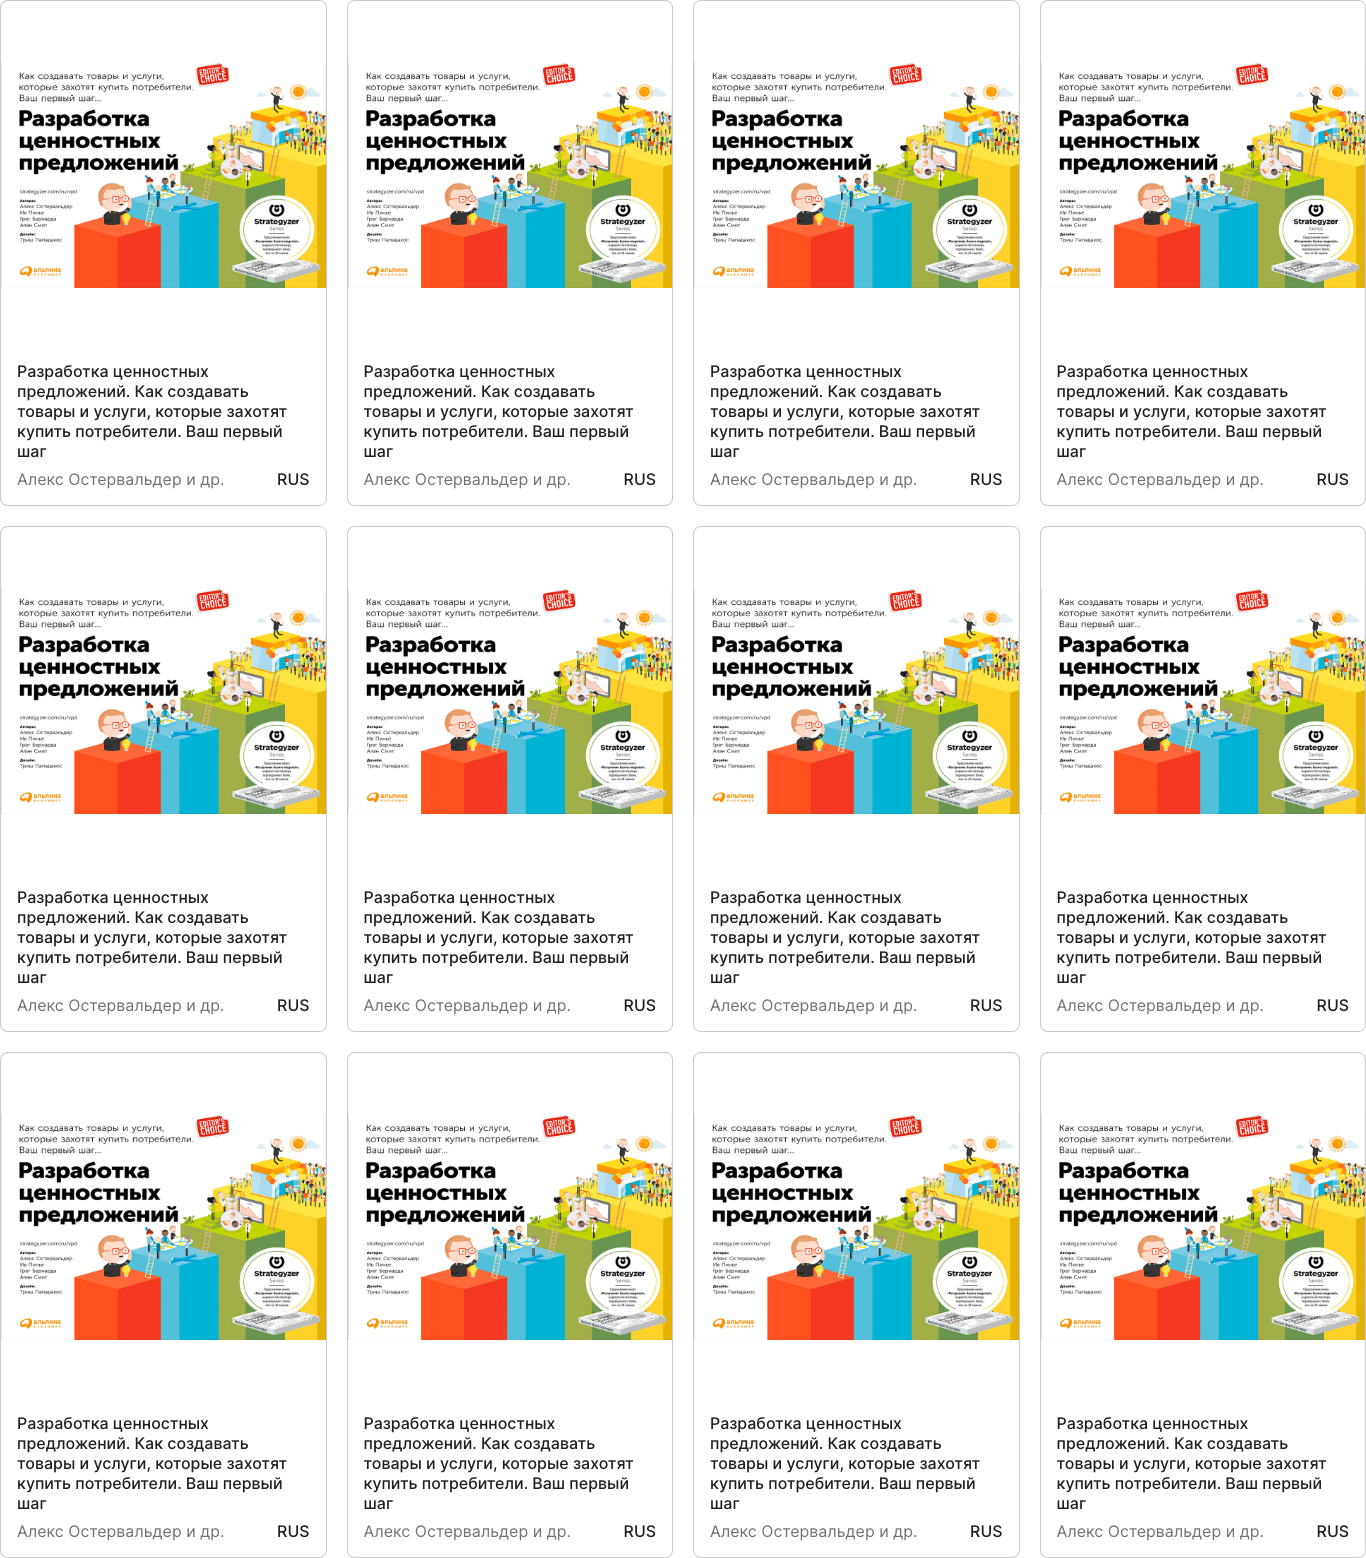 Как создавать товары и услуги,
которые захотят купить потребители.
Ваш первый шаг...
EDITOR'S
CHOICE
Разработка
ценностных
предложений
strategyzer.com/ru/vpd
Авторы:
Алекс Остервальдер
Ив Пинье
Грег Бернарда
Алан Смит
Дизайн:
Триш Пападакос
Strategyzer
Series
альпина
ПАБЛИШЕР
Разработка ценностных
предложений. Как создавать
товары и услуги, которые захотят
купить потребители. Ваш первый
шаг
Алекс Остервальдер и др. RUS
Как создавать товары и услуги,
которые захотят купить потребители.
Ваш первый шаг...
EDITOR'S
CHOICE
Разработка
ценностных
предложений
strategyzer.com/ru/vpd
Авторы:
Алекс Остервальдер
Ив Пинье
Грег Бернарда
Алан Смит
Дизайн:
Триш Пападакос
Strategyzer
Series
альпина
ПАБЛИШЕР
Разработка ценностных
предложений. Как создавать
товары и услуги, которые захотят
купить потребители. Ваш первый
шаг
Алекс Остервальдер и др. RUS
Как создавать товары и услуги,
которые захотят купить потребители.
Ваш первый шаг...
EDITOR'S
CHOICE
Разработка
ценностных
предложений
strategyzer.com/ru/vpd
Авторы:
Алекс Остервальдер
Ив Пинье
Грег Бернарда
Алан Смит
Дизайн:
Триш Пападакос
Strategyzer
Series
альпина
ПАБЛИШЕР
Разработка ценностных
предложений. Как создавать
товары и услуги, которые захотят
купить потребители. Ваш первый
шаг
Алекс Остервальдер и др. RUS
Как создавать товары и услуги,
которые захотят купить потребители.
Ваш первый шаг...
EDITOR'S
CHOICE
Разработка
ценностных
предложений
strategyzer.com/ru/vpd
Авторы:
Алекс Остервальдер
Ив Пинье
Грег Бернарда
Алан Смит
Дизайн:
Триш Пападакос
Strategyzer
Series
альпина
ПАБЛИШЕР
Разработка ценностных
предложений. Как создавать
товары и услуги, которые захотят
купить потребители. Ваш первый
шаг
Алекс Остервальдер и др. RUS
Как создавать товары и услуги,
которые захотят купить потребители.
Ваш первый шаг...
EDITOR'S
CHOICE
Разработка
ценностных
предложений
strategyzer.com/ru/vpd
Авторы:
Алекс Остервальдер
Ив Пинье
Грег Бернарда
Алан Смит
Дизайн:
Триш Пападакос
Strategyzer
Series
альпина
ПАБЛИШЕР
Разработка ценностных
предложений. Как создавать
товары и услуги, которые захотят
купить потребители. Ваш первый
шаг
Алекс Остервальдер и др. RUS
Как создавать товары и услуги,
которые захотят купить потребители.
Ваш первый шаг...
EDITOR'S
CHOICE
Разработка
ценностных
предложений
strategyzer.com/ru/vpd
Авторы:
Алекс Остервальдер
Ив Пинье
Грег Бернарда
Алан Смит
Дизайн:
Триш Пападакос
Strategyzer
Series
альпина
ПАБЛИШЕР
Разработка ценностных
предложений. Как создавать
товары и услуги, которые захотят
купить потребители. Ваш первый
шаг
Алекс Остервальдер и др. RUS
Как создавать товары и услуги,
которые захотят купить потребители.
Ваш первый шаг...
EDITOR'S
CHOICE
Разработка
ценностных
предложений
strategyzer.com/ru/vpd
Авторы:
Алекс Остервальдер
Ив Пинье
Грег Бернарда
Алан Смит
Дизайн:
Триш Пападакос
Strategyzer
Series
альпина
ПАБЛИШЕР
Разработка ценностных
предложений. Как создавать
товары и услуги, которые захотят
купить потребители. Ваш первый
шаг
Алекс Остервальдер и др. RUS
Как создавать товары и услуги,
которые захотят купить потребители.
Ваш первый шаг...
EDITOR'S
CHOICE
Разработка
ценностных
предложений
strategyzer.com/ru/vpd
Авторы:
Алекс Остервальдер
Ив Пинье
Грег Бернарда
Алан Смит
Дизайн:
Триш Пападакос
Strategyzer
Series
альпина
ПАБЛИШЕР
Разработка ценностных
предложений. Как создавать
товары и услуги, которые захотят
купить потребители. Ваш первый
шаг
Алекс Остервальдер и др. RUS
Как создавать товары и услуги,
которые захотят купить потребители.
Ваш первый шаг...
EDITOR'S
CHOICE
Разработка
ценностных
предложений
strategyzer.com/ru/vpd
Авторы:
Алекс Остервальдер
Ив Пинье
Грег Бернарда
Алан Смит
Дизайн:
Триш Пападакос
Strategyzer
Series
альпина
ПАБЛИШЕР
Разработка ценностных
предложений. Как создавать
товары и услуги, которые захотят
купить потребители. Ваш первый
шаг
Алекс Остервальдер и др. RUS
Как создавать товары и услуги,
которые захотят купить потребители.
Ваш первый шаг...
EDITOR'S
CHOICE
Разработка
ценностных
предложений
strategyzer.com/ru/vpd
Авторы:
Алекс Остервальдер
Ив Пинье
Грег Бернарда
Алан Смит
Дизайн:
Триш Пападакос
Strategyzer
Series
альпина
ПАБЛИШЕР
Разработка ценностных
предложений. Как создавать
товары и услуги, которые захотят
купить потребители. Ваш первый
шаг
Алекс Остервальдер и др. RUS
Как создавать товары и услуги,
которые захотят купить потребители.
Ваш первый шаг...
EDITOR'S
CHOICE
Разработка
ценностных
предложений
strategyzer.com/ru/vpd
Авторы:
Алекс Остервальдер
Ив Пинье
Грег Бернарда
Алан Смит
Дизайн:
Триш Пападакос
Strategyzer
Series
альпина
ПАБЛИШЕР
Разработка ценностных
предложений. Как создавать
товары и услуги, которые захотят
купить потребители. Ваш первый
шаг
Алекс Остервальдер и др. RUS
Как создавать товары и услуги,
которые захотят купить потребители.
Ваш первый шаг...
EDITOR'S
CHOICE
Разработка
ценностных
предложений
strategyzer.com/ru/vpd
Авторы:
Алекс Остервальдер
Ив Пинье
Грег Бернарда
Алан Смит
Дизайн:
Триш Пападакос
Strategyzer
Series
альпина
ПАБЛИШЕР
Разработка ценностных
предложений. Как создавать
товары и услуги, которые захотят
купить потребители. Ваш первый
шаг
Алекс Остервальдер и др. RUS